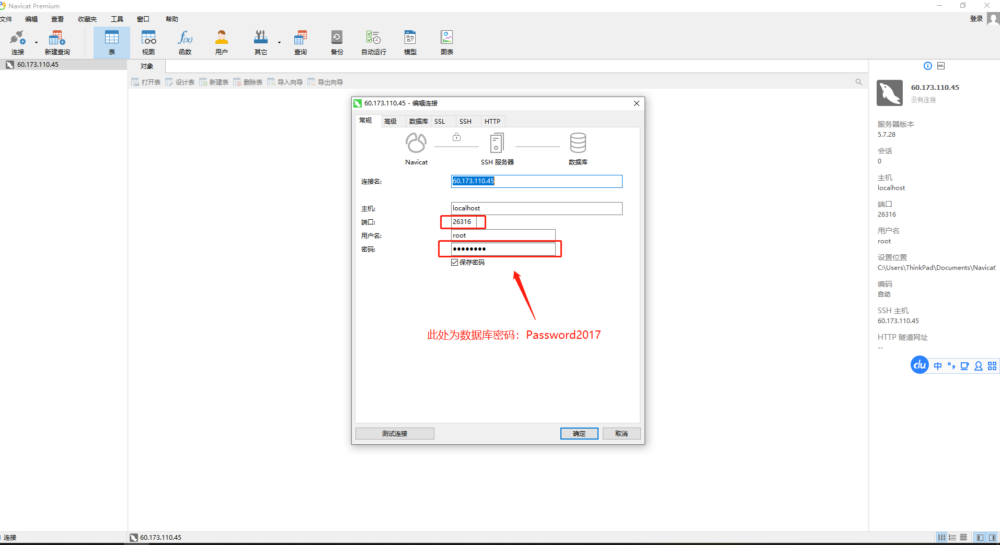 Navicat Premium
文件 编辑 查看 收藏夹 工具 窗口 帮助
登录
连接 新建查询 表 视图 函数 用户 其它 查询 备份 自动运行 模型 图表
60.173.110.45
对象
打开表 设计表 新建表 删除表 导入向导 导出向导
60.173.110.45 - 编辑连接
常规 高级 数据库 SSL SSH HTTP
Navicat SSH 服务器 数据库
连接名: 60.173.110.45
主机: localhost
端口: 26316
用户名: root
密码: ●●●●●●●●
保存密码
此处为数据库密码：Password2017
测试连接 确定 取消
DDL
60.173.110.45
没有连接
服务器版本
5.7.28
会话
0
主机
localhost
端口
26316
用户名
root
设置位置
C:\Users\ThinkPad\Documents\Navicat
编码
自动
SSH 主机
60.173.110.45
HTTP 隧道网址
--
du 中 °,
连接 60.173.110.45